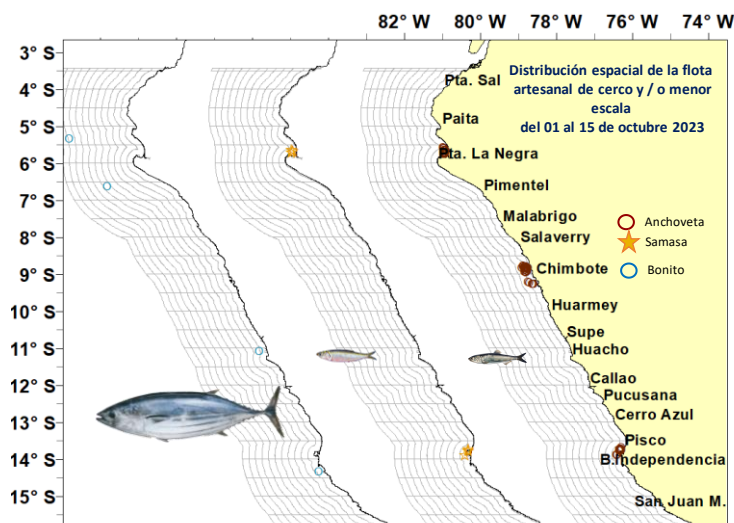 82° W 80° W 78° W 76° W 74° W
3° S
4° S
5° S
6° S
7° S
8° S
9° S
10° S
11° S
12° S
13° S
14° S
15° S
Distribución espacial de la flota
artesanal de cerco y / o menor
escala
del 01 al 15 de octubre 2023
Pta. Sal
Paita
Pta. La Negra
Pimentel
Malabrigo
Salaverry
Chimbote
Huarmey
Supe
Huacho
Callao
Pucusana
Cerro Azul
Pisco
B.Independencia
San Juan M.
Anchoveta
Samasa
Bonito